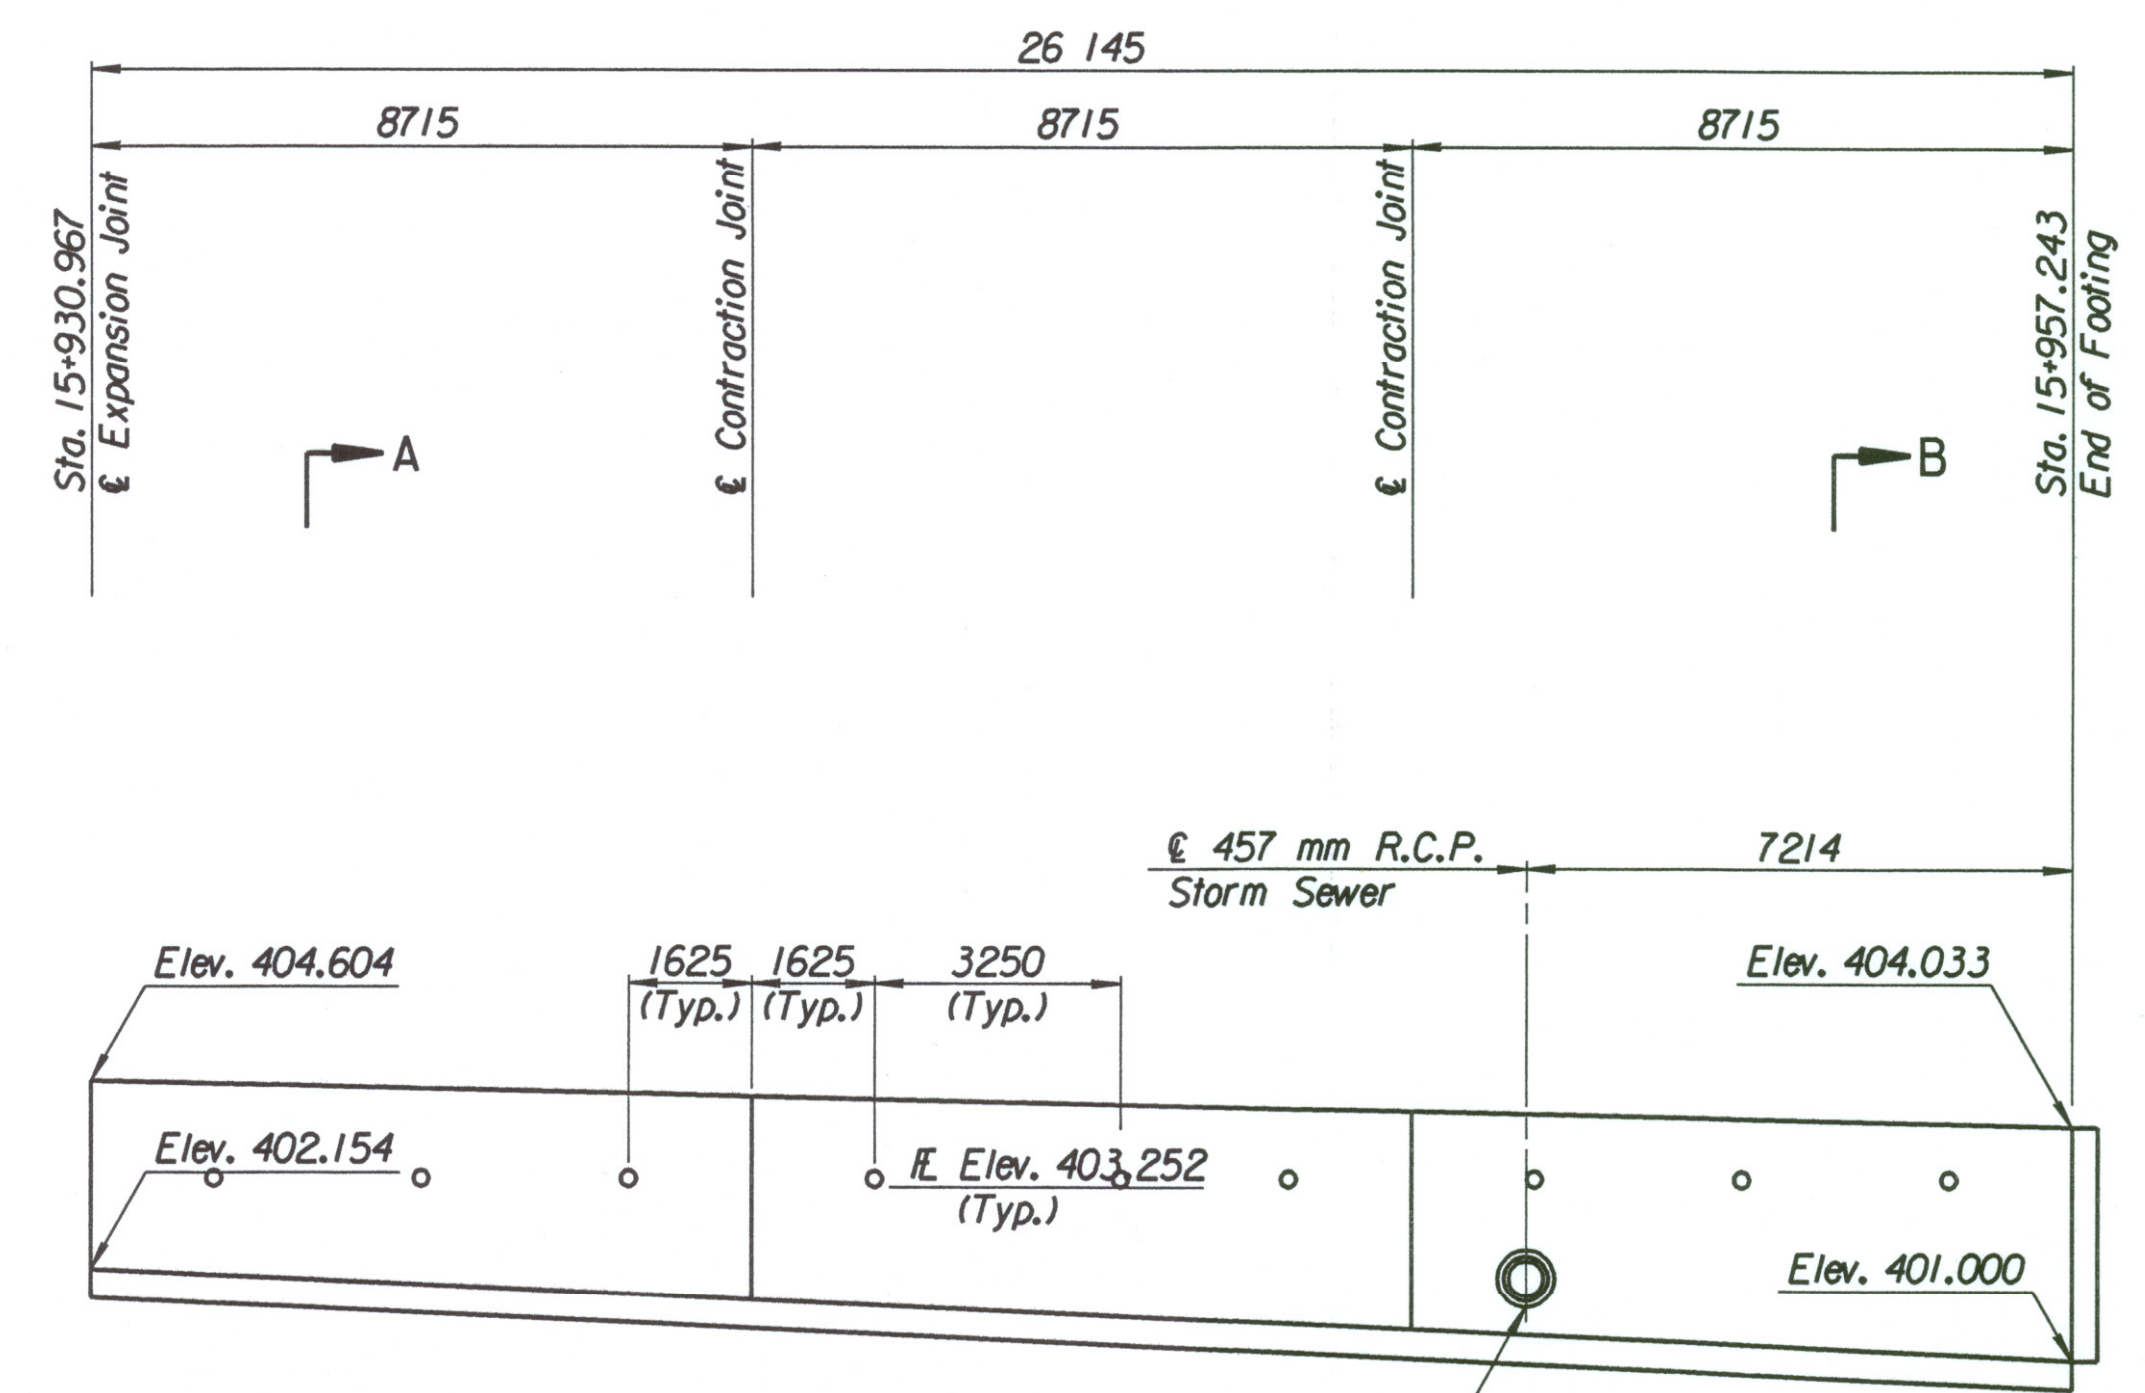 26 145
8715
8715
8715
Sta. 15+930.967
℄ Expansion Joint
℄ Contraction Joint
℄ Contraction Joint
Sta. 15+957.243
End of Footing
A
B
℄ 457 mm R.C.P.
Storm Sewer
7214
Elev. 404.604
1625
(Typ.)
1625
(Typ.)
3250
(Typ.)
Elev. 404.033
Elev. 402.154
FE Elev. 403.252
(Typ.)
Elev. 401.000